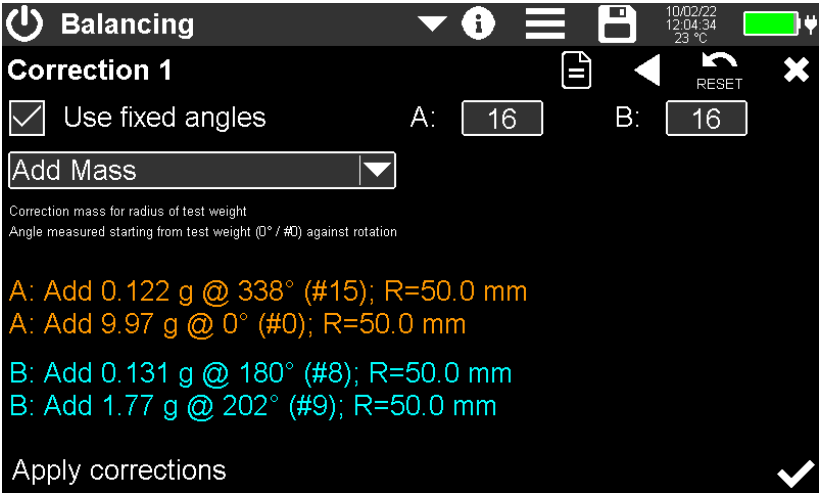 Balancing
10/02/22
12:04:34
23 °C
Correction 1
RESET
Use fixed angles A: 16 B: 16
Add Mass
Correction mass for radius of test weight
Angle measured starting from test weight (0° / #0) against rotation
A: Add 0.122 g @ 338° (#15); R=50.0 mm
A: Add 9.97 g @ 0° (#0); R=50.0 mm
B: Add 0.131 g @ 180° (#8); R=50.0 mm
B: Add 1.77 g @ 202° (#9); R=50.0 mm
Apply corrections